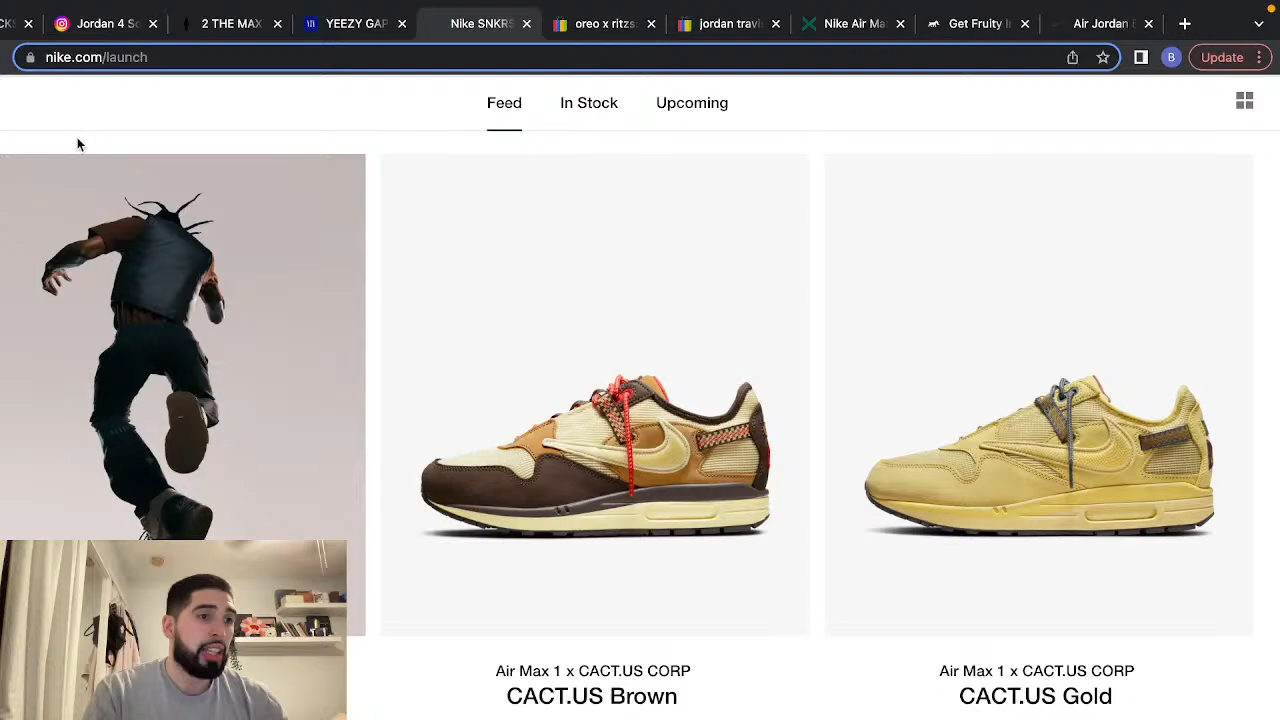 CKS
Jordan 4 Sc
2 THE MAX
YEEZY GAP
Nike SNKRS
oreo x ritzs
jordan travi
Nike Air Ma
Get Fruity I
Air Jordan
nike.com/launch
B
Update
Feed
In Stock
Upcoming
Air Max 1 x CACT.US CORP
CACT.US Brown
Air Max 1 x CACT.US CORP
CACT.US Gold